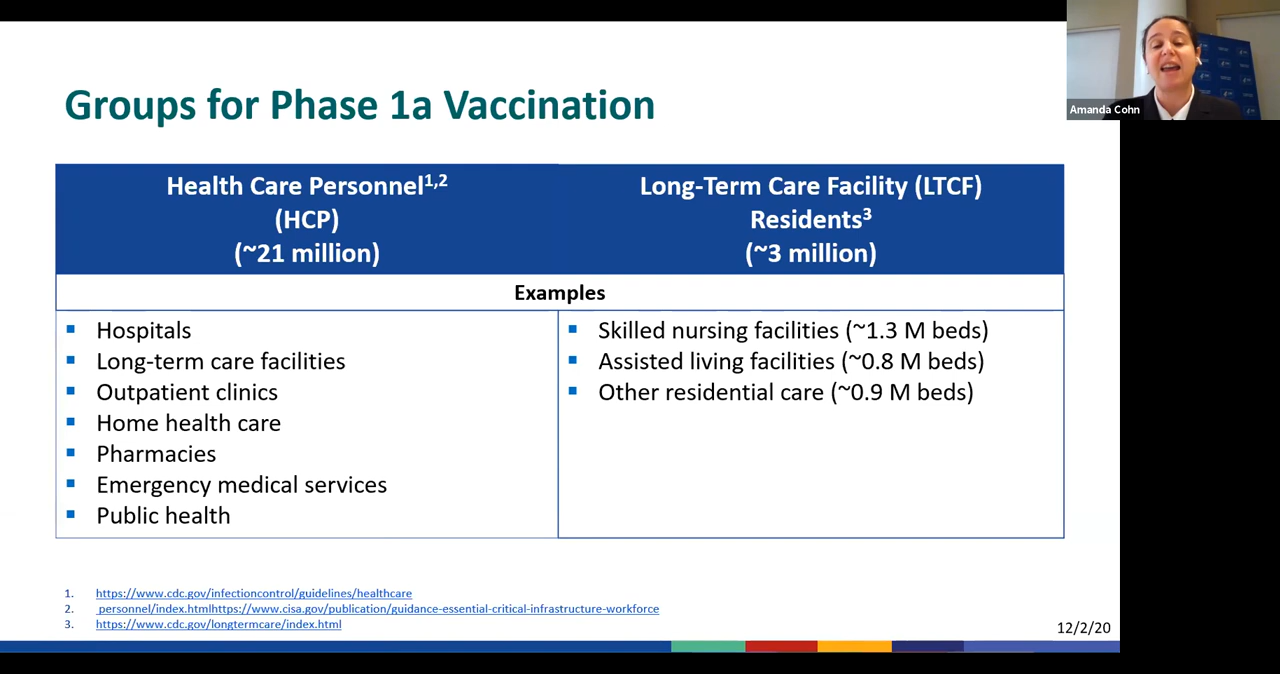 Amanda Cohn
Groups for Phase 1a Vaccination
Health Care Personnel1,2
(HCP)
(~21 million)
Long-Term Care Facility (LTCF)
Residents3
(~3 million)
Examples
▪ Hospitals
▪ Long-term care facilities
▪ Outpatient clinics
▪ Home health care
▪ Pharmacies
▪ Emergency medical services
▪ Public health
▪ Skilled nursing facilities (~1.3 M beds)
▪ Assisted living facilities (~0.8 M beds)
▪ Other residential care (~0.9 M beds)
1. https://www.cdc.gov/infectioncontrol/guidelines/healthcare
2. personnel/index.htmlhttps://www.cisa.gov/publication/guidance-essential-critical-infrastructure-workforce
3. https://www.cdc.gov/longtermcare/index.html
12/2/20